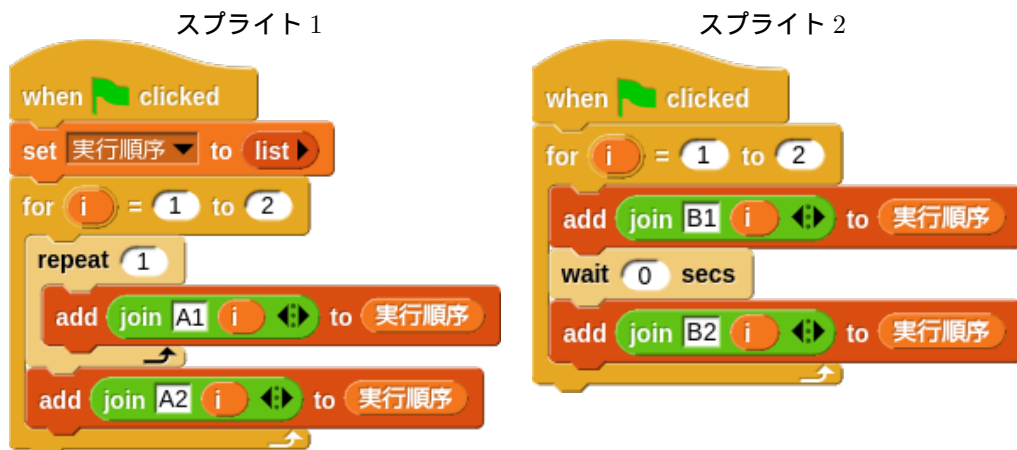 スプライト 1
when clicked
set 実行順序 to list
for i = 1 to 2
repeat 1
add join A1 i to 実行順序
add join A2 i to 実行順序
スプライト 2
when clicked
for i = 1 to 2
add join B1 i to 実行順序
wait 0 secs
add join B2 i to 実行順序